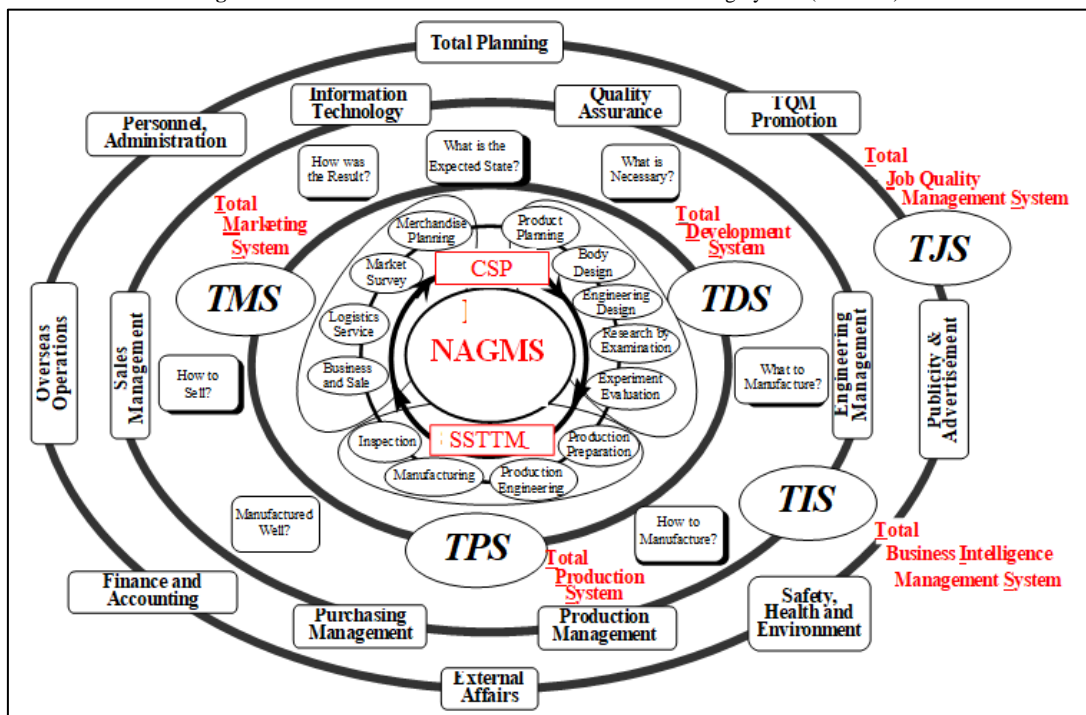 Total Planning
Information
Technology
Quality
Assurance
TQM
Promotion
Personnel,
Administration
What is the
Expected State?
How was
the Result?
What is
Necessary?
Total
Job Quality
Management System
Total
Marketing
System
Total
Development
System
Merchandise
Planning
Product
Planning
TJS
Market
Survey
CSP
Body
Design
TMS
TDS
Engineering
Design
Logistics
Service
NAGMS
Research by
Examination
Overseas
Operations
Sales
Management
How to
Sell?
Business
and Sale
Experiment
Evaluation
What to
Manufacture?
Engineering
Management
Publicity &
Advertisement
Inspection
SSTTM
Production
Preparation
Manufacturing
Production
Engineering
TIS
Manufactured
Well?
TPS
How to
Manufacture?
Total
Business Intelligence
Management System
Total
Production
System
Finance and
Accounting
Purchasing
Management
Production
Management
Safety,
Health and
Environment
External
Affairs